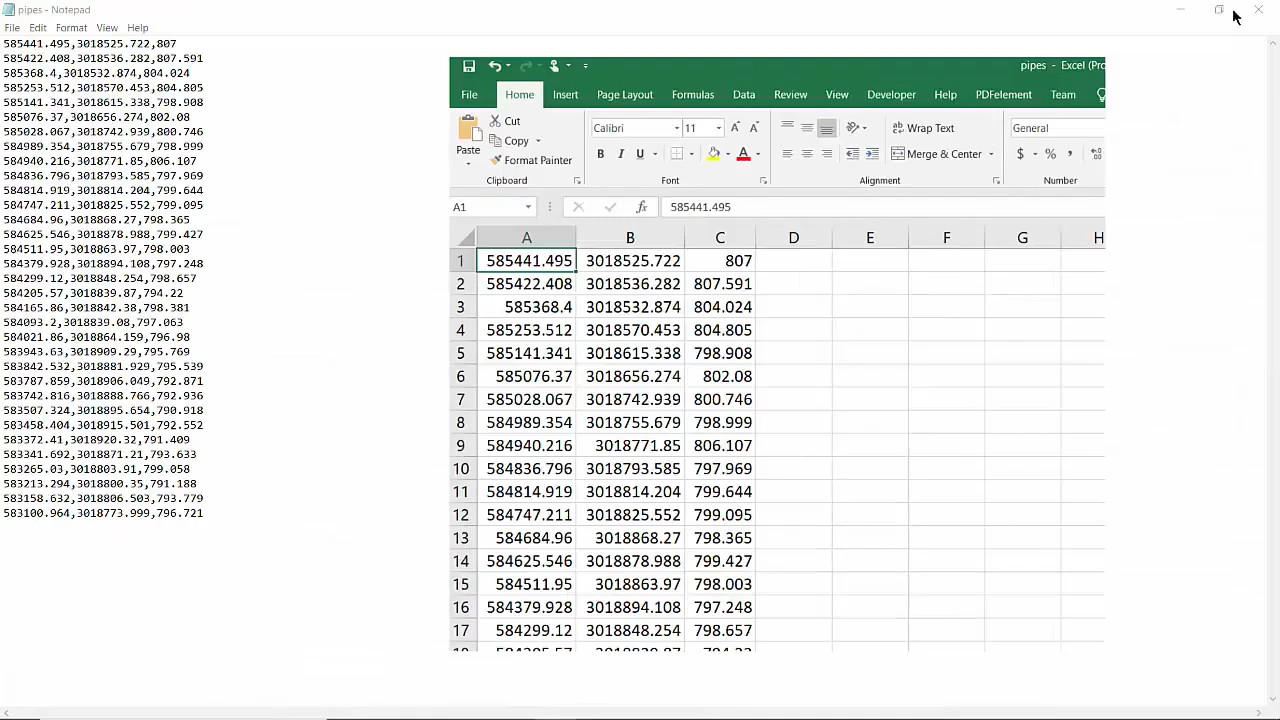 pipes - Notepad
File Edit Format View Help
585441.495,3018525.722,807
585422.408,3018536.282,807.591
585368.4,3018532.874,804.024
585253.512,3018570.453,804.805
585141.341,3018615.338,798.908
585076.37,3018656.274,802.08
585028.067,3018742.939,800.746
584989.354,3018755.679,798.999
584940.216,3018771.85,806.107
584836.796,3018793.585,797.969
584814.919,3018814.204,799.644
584747.211,3018825.552,799.095
584684.96,3018868.27,798.365
584625.546,3018878.988,799.427
584511.95,3018863.97,798.003
584379.928,3018894.108,797.248
584299.12,3018848.254,798.657
584205.57,3018839.87,794.22
584165.86,3018842.38,798.381
584093.2,3018839.08,797.063
584021.86,3018864.159,796.98
583943.63,3018909.29,795.769
583842.532,3018881.929,795.539
583787.859,3018906.049,792.871
583742.816,3018888.766,792.936
583507.324,3018895.654,790.918
583458.404,3018915.501,792.552
583372.41,3018920.32,791.409
583341.692,3018871.21,793.633
583265.03,3018803.91,799.058
583213.294,3018800.35,791.188
583158.632,3018806.503,793.779
583100.964,3018773.999,796.721
pipes - Excel (Pro
File Home Insert Page Layout Formulas Data Review View Developer Help PDFelement Team
Paste
Cut
Copy
Format Painter
Clipboard
Calibri 11
B I U
Font
Wrap Text
Merge & Center
Alignment
General
$ % ,
Number
A1 fx 585441.495
A B C D E F G H
1 585441.495 3018525.722 807
2 585422.408 3018536.282 807.591
3 585368.4 3018532.874 804.024
4 585253.512 3018570.453 804.805
5 585141.341 3018615.338 798.908
6 585076.37 3018656.274 802.08
7 585028.067 3018742.939 800.746
8 584989.354 3018755.679 798.999
9 584940.216 3018771.85 806.107
10 584836.796 3018793.585 797.969
11 584814.919 3018814.204 799.644
12 584747.211 3018825.552 799.095
13 584684.96 3018868.27 798.365
14 584625.546 3018878.988 799.427
15 584511.95 3018863.97 798.003
16 584379.928 3018894.108 797.248
17 584299.12 3018848.254 798.657